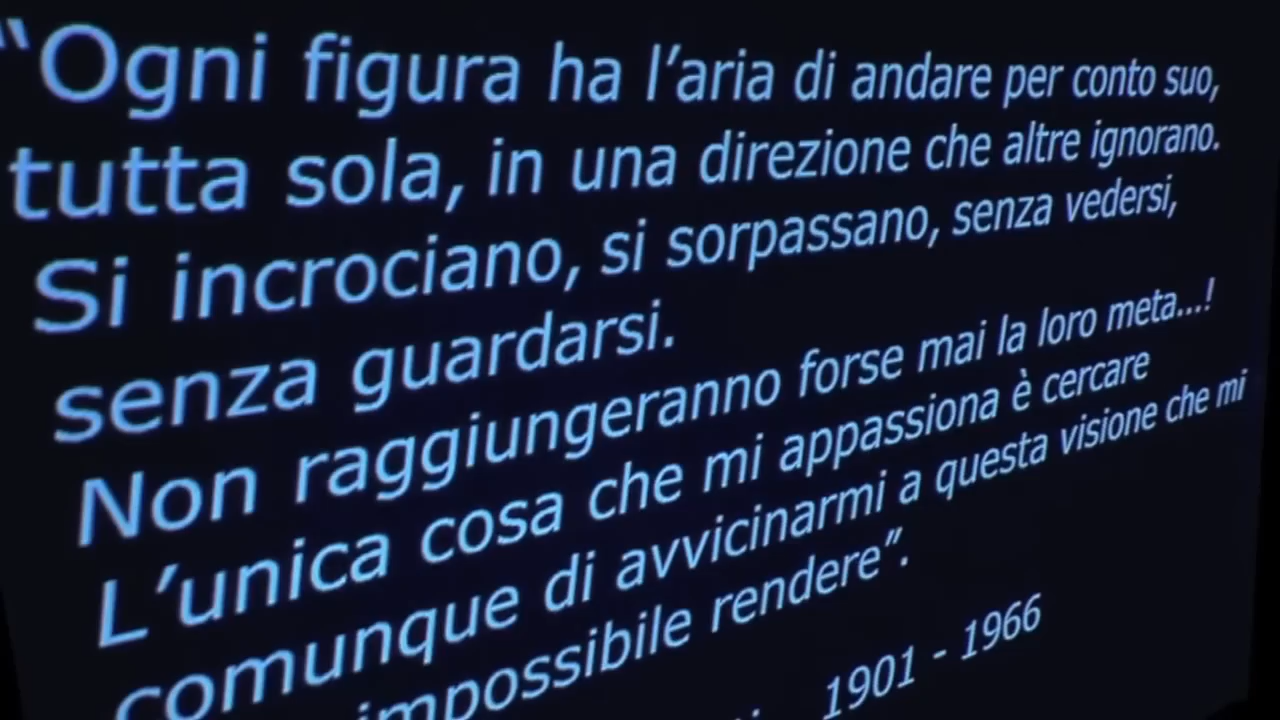 “Ogni figura ha l’aria di andare per conto suo,
tutta sola, in una direzione che altre ignorano.
Si incrociano, si sorpassano, senza vedersi,
senza guardarsi.
Non raggiungeranno forse mai la loro meta...!
L’unica cosa che mi appassiona è cercare
comunque di avvicinarmi a questa visione che mi
impossibile rendere”.
1901 - 1966